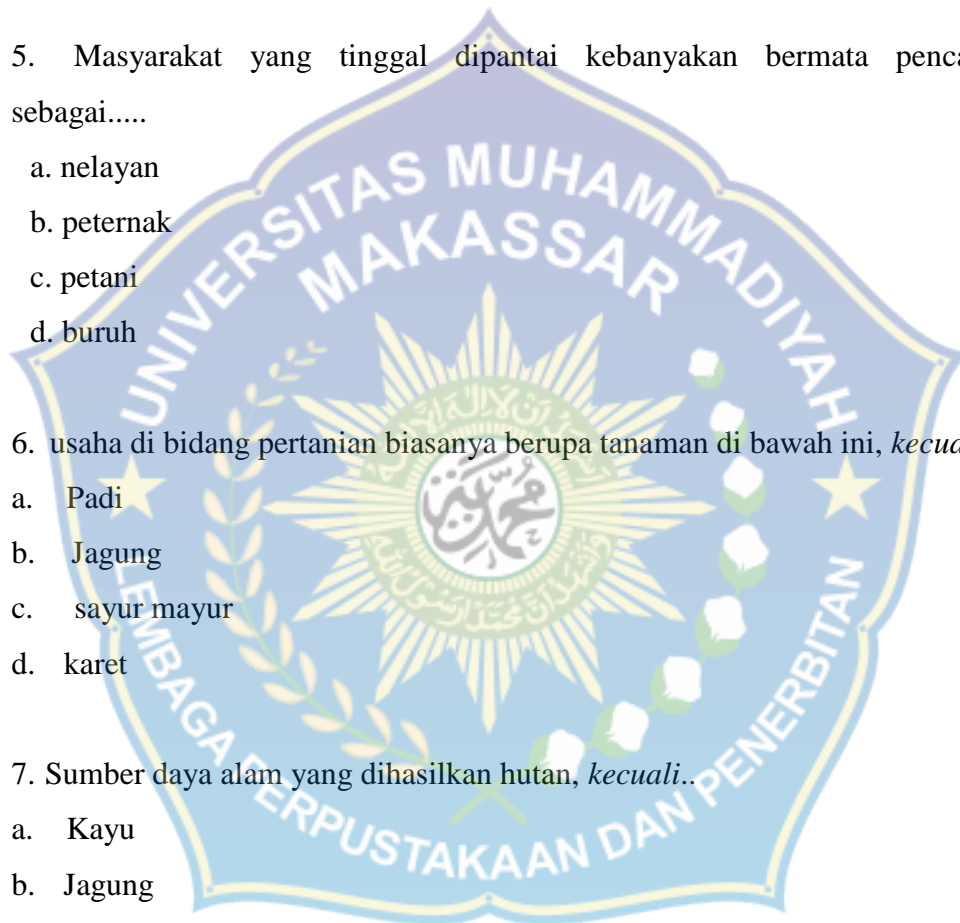 5. Masyarakat yang tinggal dipantai kebanyakan bermata penca
sebagai.....
a. nelayan
b. peternak
c. petani
d. buruh
6. usaha di bidang pertanian biasanya berupa tanaman di bawah ini, kecua
a. Padi
b. Jagung
c. sayur mayur
d. karet
7. Sumber daya alam yang dihasilkan hutan, kecuali..
a. Kayu
b. Jagung
UNIVERSITAS MUHAMMADIYAH
MAKASSAR
LEMBAGA PERPUSTAKAAN DAN PENERBITAN